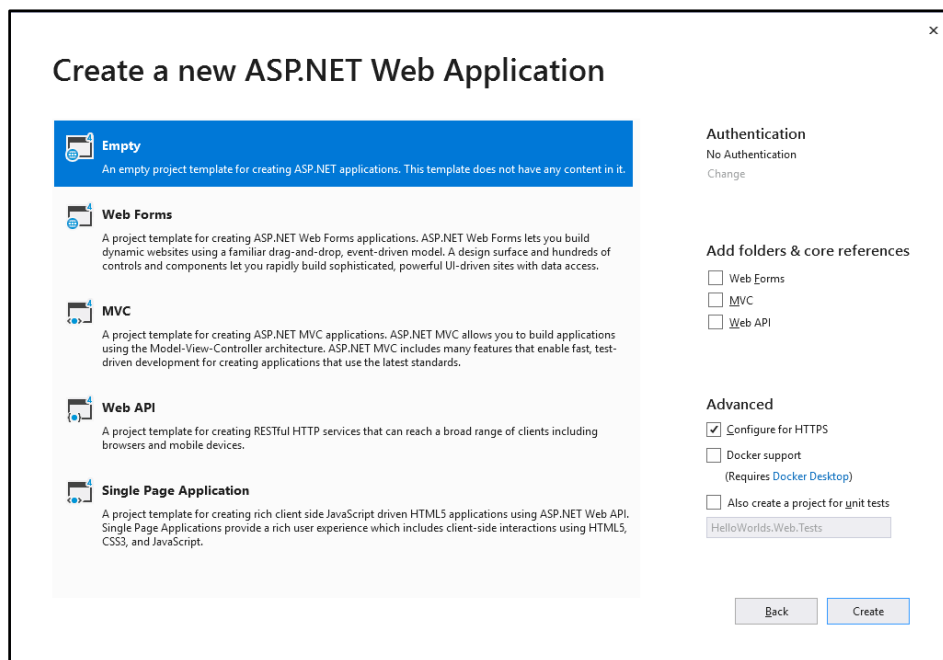 ×
Create a new ASP.NET Web Application
4
Empty
An empty project template for creating ASP.NET applications. This template does not have any content in it.
4
Web Forms
A project template for creating ASP.NET Web Forms applications. ASP.NET Web Forms lets you build
dynamic websites using a familiar drag-and-drop, event-driven model. A design surface and hundreds of
controls and components let you rapidly build sophisticated, powerful UI-driven sites with data access.
4
MVC
A project template for creating ASP.NET MVC applications. ASP.NET MVC allows you to build applications
using the Model-View-Controller architecture. ASP.NET MVC includes many features that enable fast, test-
driven development for creating applications that use the latest standards.
4
Web API
A project template for creating RESTful HTTP services that can reach a broad range of clients including
browsers and mobile devices.
4
Single Page Application
A project template for creating rich client side JavaScript driven HTML5 applications using ASP.NET Web API.
Single Page Applications provide a rich user experience which includes client-side interactions using HTML5,
CSS3, and JavaScript.
Authentication
No Authentication
Change
Add folders & core references
Web Forms
MVC
Web API
Advanced
Configure for HTTPS
Docker support
(Requires Docker Desktop)
Also create a project for unit tests
HelloWorlds.Web.Tests
Back
Create